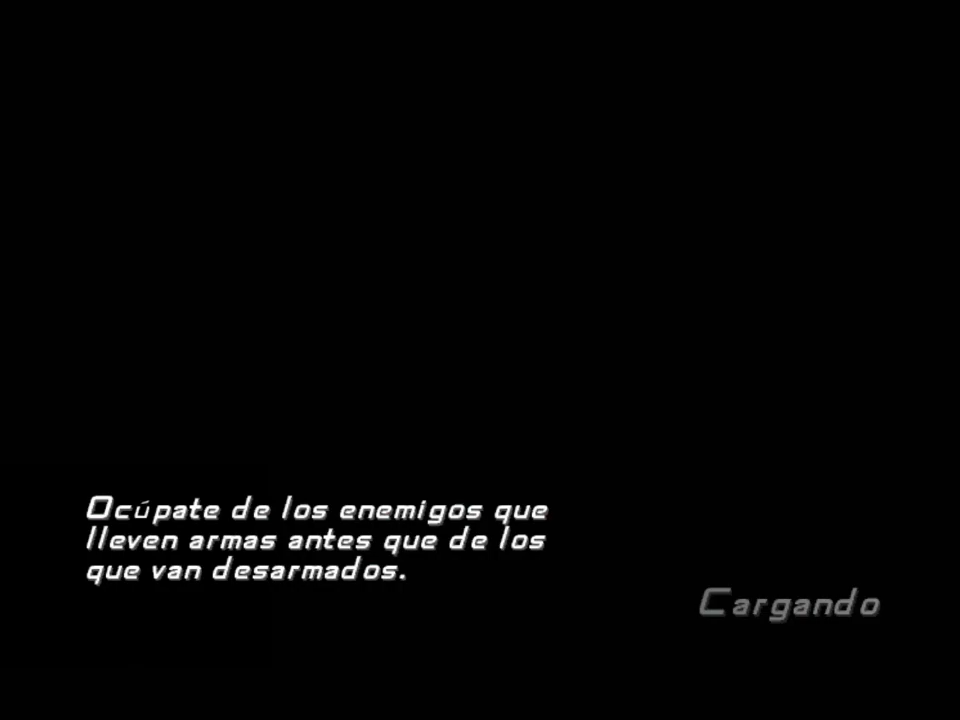 Ocúpate de los enemigos que
lleven armas antes que de los
que van desarmados.
Cargando